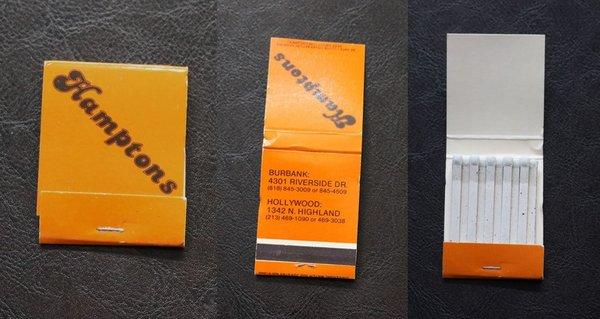 Hamptons
Hamptons
BURBANK:
4301 RIVERSIDE DR.
(818) 845-3009 or 845-4509
HOLLYWOOD:
1342 N. HIGHLAND
(213) 469-1090 or 469-3038